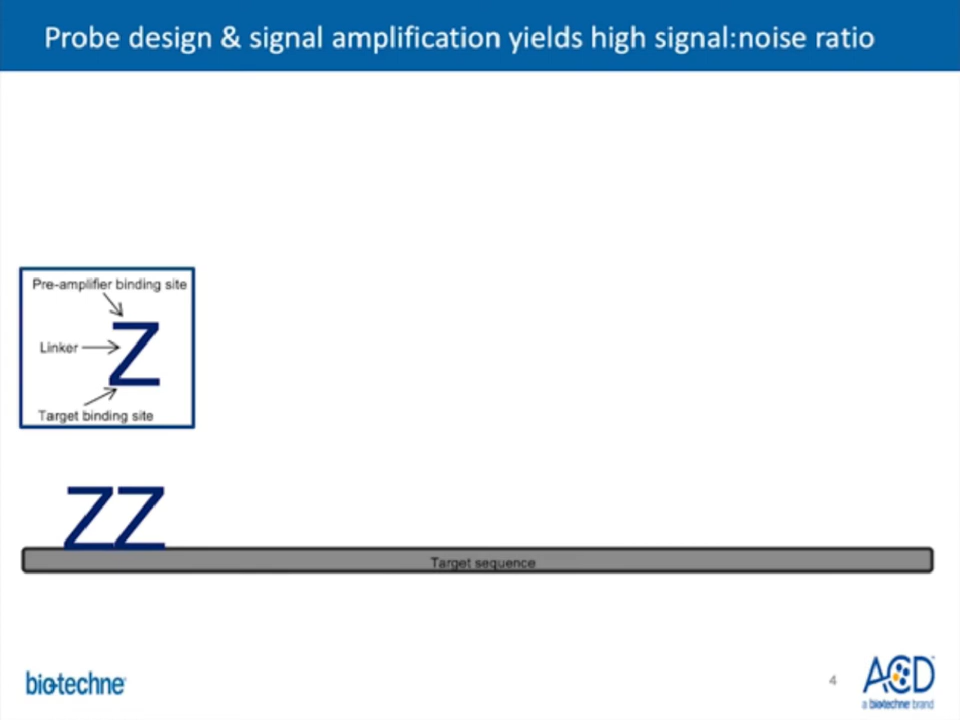 Probe design & signal amplification yields high signal:noise ratio
Pre-amplifier binding site
Z
Linker
Target binding site
ZZ
Target sequence
bio-techne
4
ACD
a biotechne brand